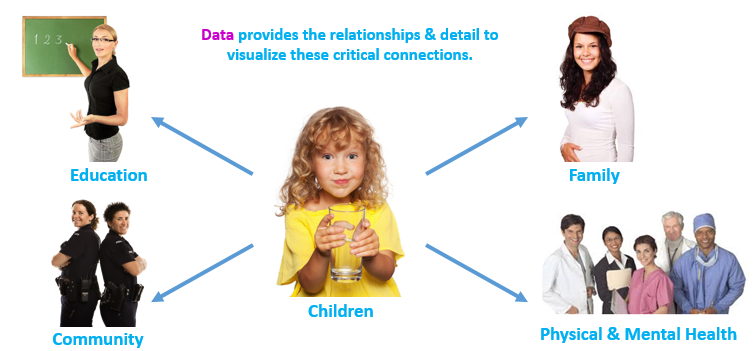 Data provides the relationships & detail to
visualize these critical connections.
1 2 3
Education
Family
Children
Community
Physical & Mental Health